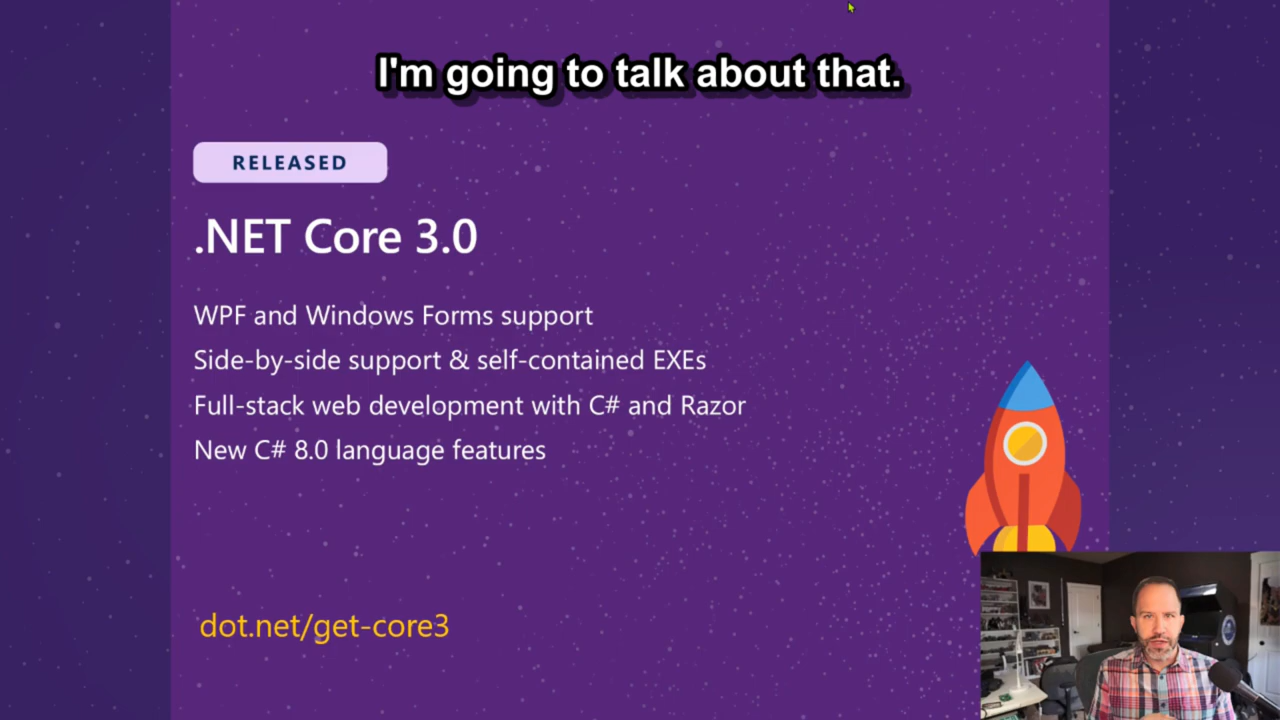 I'm going to talk about that.
RELEASED
.NET Core 3.0
WPF and Windows Forms support
Side-by-side support & self-contained EXEs
Full-stack web development with C# and Razor
New C# 8.0 language features
dot.net/get-core3